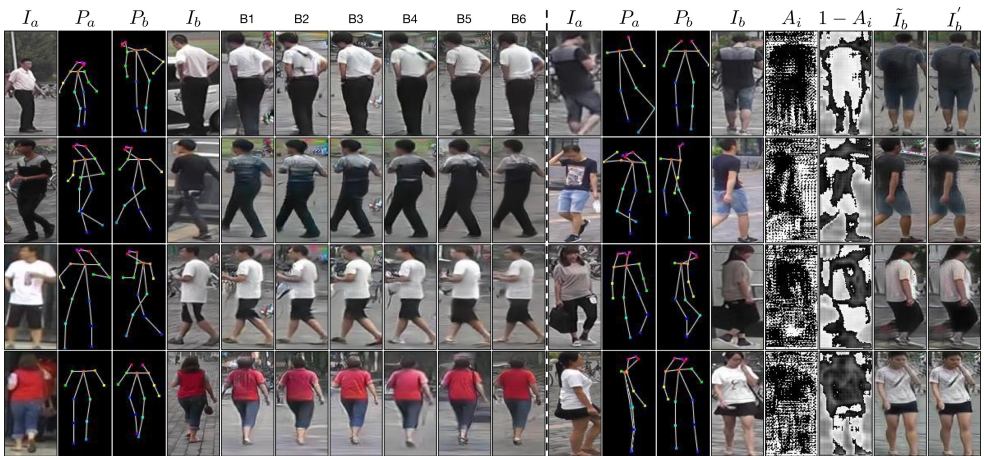 I_a P_a P_b I_b B1 B2 B3 B4 B5 B6 I_a P_a P_b I_b A_i 1 − A_i Ĩ_b I_b′